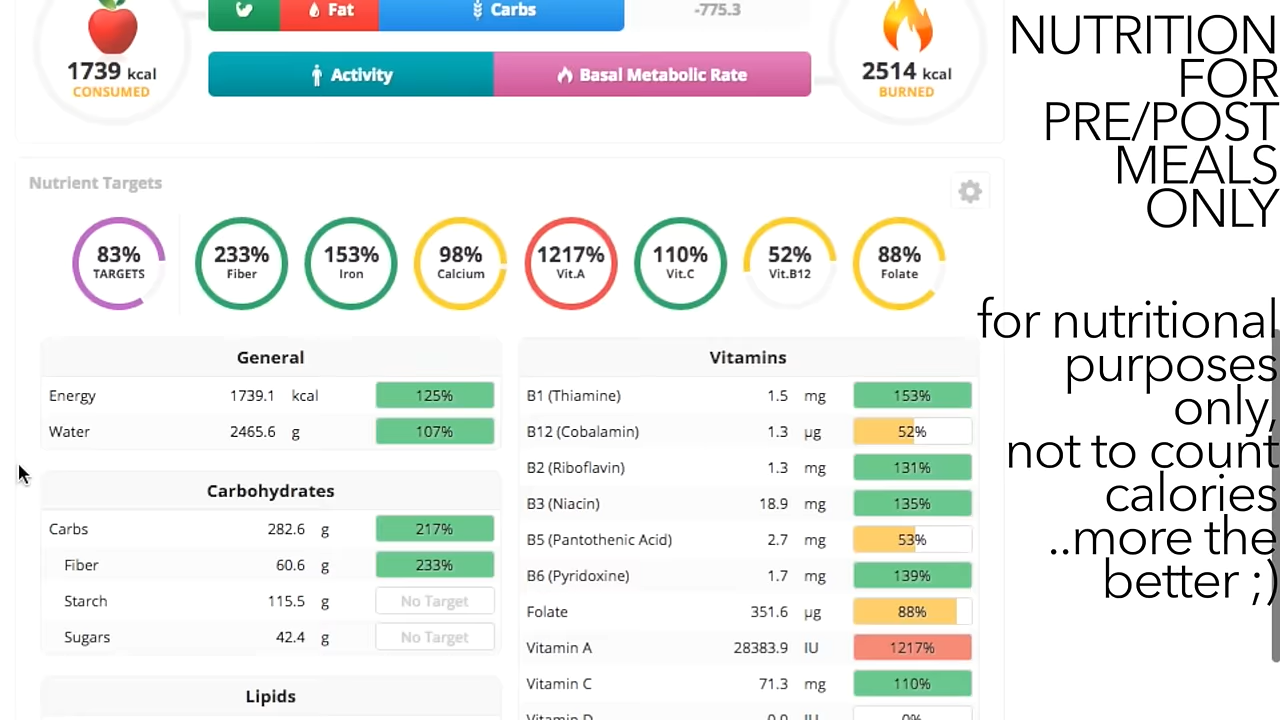 Fat
Carbs
-775.3
1739 kcal
CONSUMED
Activity
Basal Metabolic Rate
2514 kcal
BURNED
Nutrient Targets
83%
TARGETS
233%
Fiber
153%
Iron
98%
Calcium
1217%
Vit.A
110%
Vit.C
52%
Vit.B12
88%
Folate
General
Energy 1739.1 kcal 125%
Water 2465.6 g 107%
Carbohydrates
Carbs 282.6 g 217%
Fiber 60.6 g 233%
Starch 115.5 g No Target
Sugars 42.4 g No Target
Lipids
Vitamins
B1 (Thiamine) 1.5 mg 153%
B12 (Cobalamin) 1.3 µg 52%
B2 (Riboflavin) 1.3 mg 131%
B3 (Niacin) 18.9 mg 135%
B5 (Pantothenic Acid) 2.7 mg 53%
B6 (Pyridoxine) 1.7 mg 139%
Folate 351.6 µg 88%
Vitamin A 28383.9 IU 1217%
Vitamin C 71.3 mg 110%
Vitamin D 0.0 IU 0%
NUTRITION
FOR
PRE/POST
MEALS
ONLY
for nutritional
purposes
only,
not to count
calories
..more the
better ;)